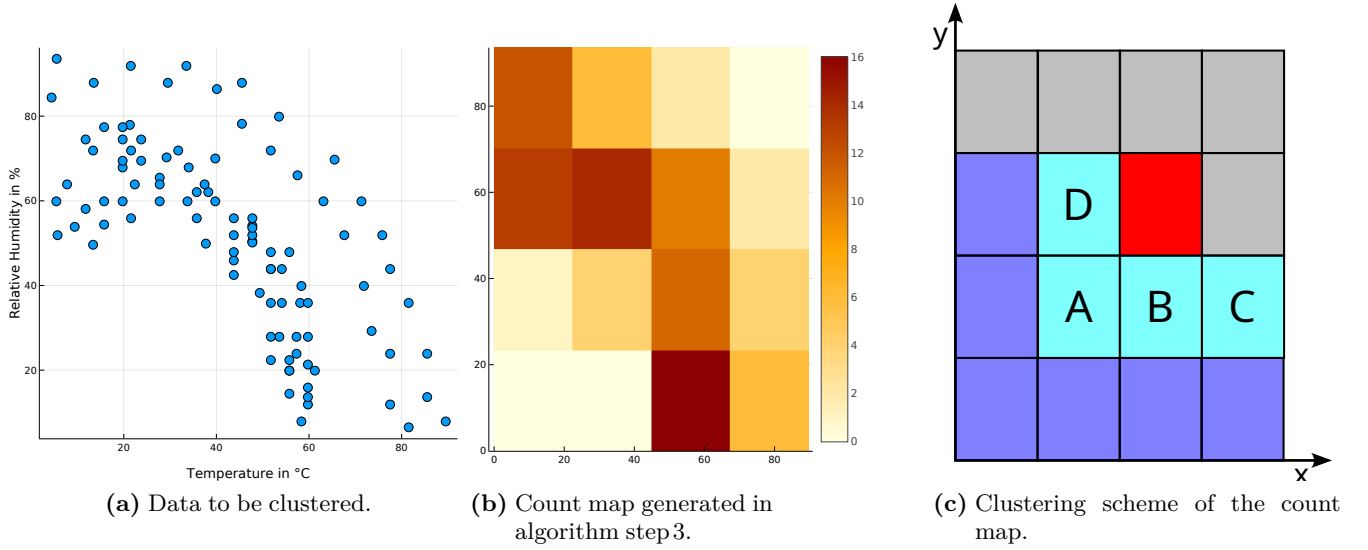 80
60
40
20
20
40
60
80
Relative Humidity in %
Temperature in °C
(a) Data to be clustered.
80
60
40
20
0
0
20
40
60
80
16
14
12
10
8
6
4
2
0
(b) Count map generated in
algorithm step 3.
y
D
A
B
C
x
(c) Clustering scheme of the count
map.